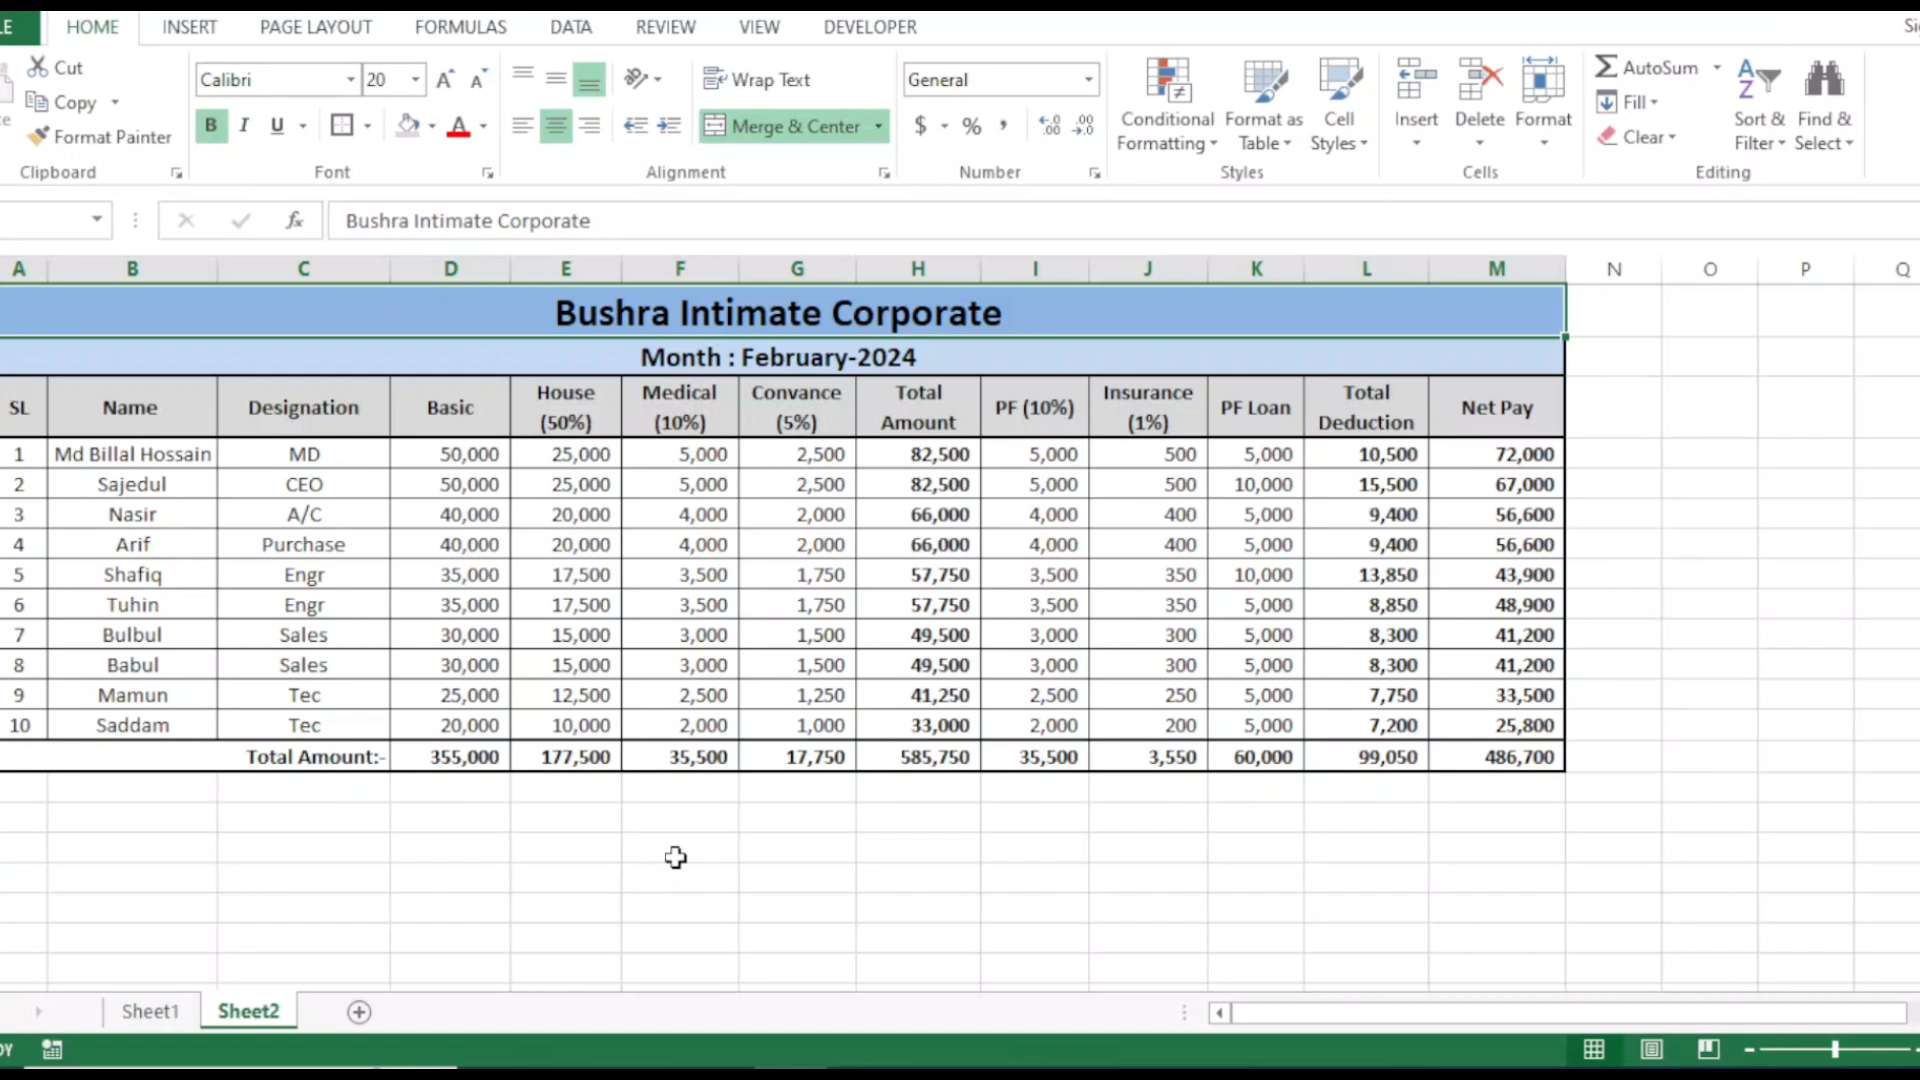 HOME INSERT PAGE LAYOUT FORMULAS DATA REVIEW VIEW DEVELOPER
Cut
Copy
Format Painter
Clipboard
Calibri 20
B I U
Font
Wrap Text
Merge & Center
Alignment
General
$ % ,
Number
Conditional Formatting
Format as Table
Cell Styles
Styles
Insert Delete Format
Cells
AutoSum
Fill
Clear
Sort & Filter
Find & Select
Editing
fx Bushra Intimate Corporate
A B C D E F G H I J K L M N O P Q
Bushra Intimate Corporate
Month : February-2024
SL Name Designation Basic House (50%) Medical (10%) Convance (5%) Total Amount PF (10%) Insurance (1%) PF Loan Total Deduction Net Pay
1 Md Billal Hossain MD 50,000 25,000 5,000 2,500 82,500 5,000 500 5,000 10,500 72,000
2 Sajedul CEO 50,000 25,000 5,000 2,500 82,500 5,000 500 10,000 15,500 67,000
3 Nasir A/C 40,000 20,000 4,000 2,000 66,000 4,000 400 5,000 9,400 56,600
4 Arif Purchase 40,000 20,000 4,000 2,000 66,000 4,000 400 5,000 9,400 56,600
5 Shafiq Engr 35,000 17,500 3,500 1,750 57,750 3,500 350 10,000 13,850 43,900
6 Tuhin Engr 35,000 17,500 3,500 1,750 57,750 3,500 350 5,000 8,850 48,900
7 Bulbul Sales 30,000 15,000 3,000 1,500 49,500 3,000 300 5,000 8,300 41,200
8 Babul Sales 30,000 15,000 3,000 1,500 49,500 3,000 300 5,000 8,300 41,200
9 Mamun Tec 25,000 12,500 2,500 1,250 41,250 2,500 250 5,000 7,750 33,500
10 Saddam Tec 20,000 10,000 2,000 1,000 33,000 2,000 200 5,000 7,200 25,800
Total Amount:- 355,000 177,500 35,500 17,750 585,750 35,500 3,550 60,000 99,050 486,700
Sheet1 Sheet2